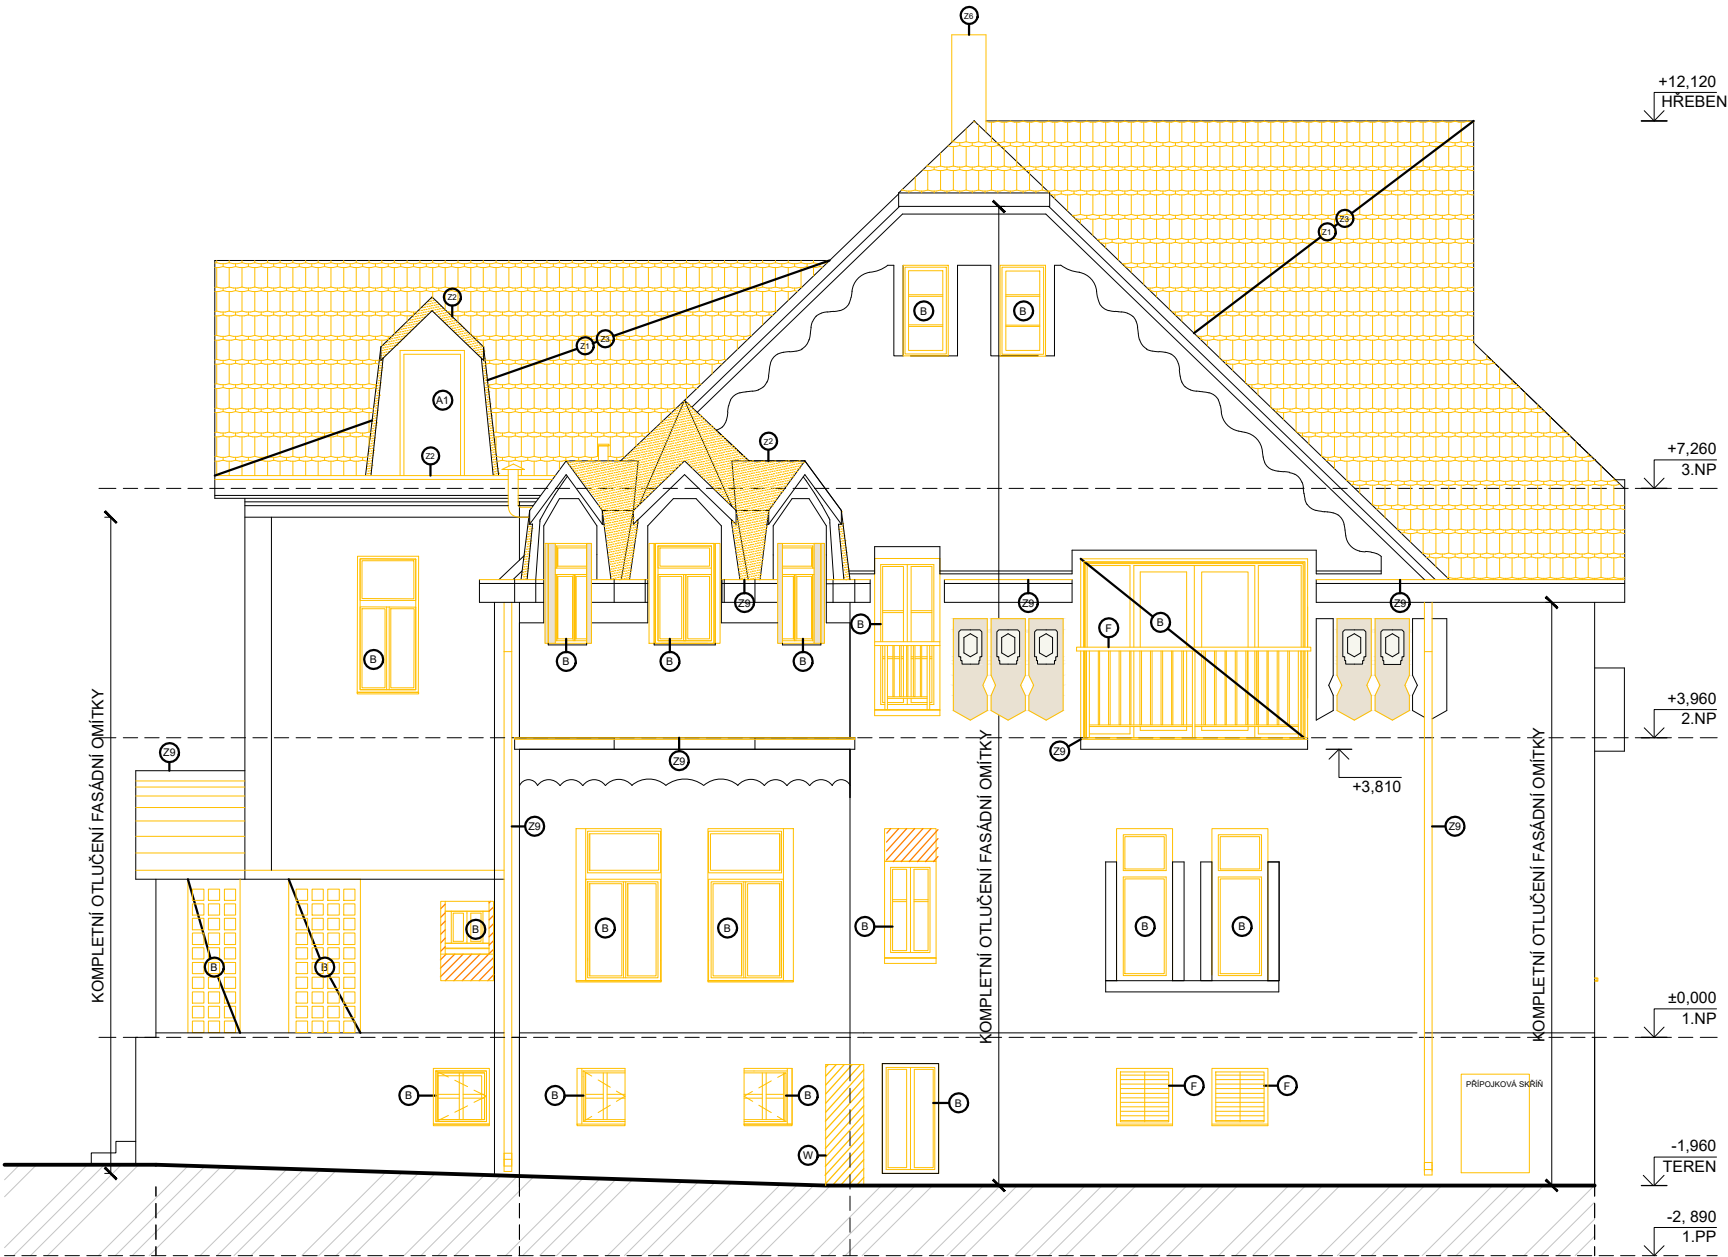 Z6
+12,120
HŘEBEN
Z3
Z1
Z2
B
B
Z1
Z3
A1
Z2
Z2
+7,260
3.NP
Z9
Z9
Z9
B
F
B
B
B
B
B
KOMPLETNÍ OTLUČENÍ FASÁDNÍ OMÍTKY
+3,960
2.NP
Z9
Z9
Z9
KOMPLETNÍ OTLUČENÍ FASÁDNÍ OMÍTKY
KOMPLETNÍ OTLUČENÍ FASÁDNÍ OMÍTKY
+3,810
Z9
Z9
B
B
B
B
B
B
B
B
±0,000
1.NP
B
B
B
B
F
F
PŘÍPOJKOVÁ SKŘÍŇ
W
-1,960
TEREN
-2, 890
1.PP